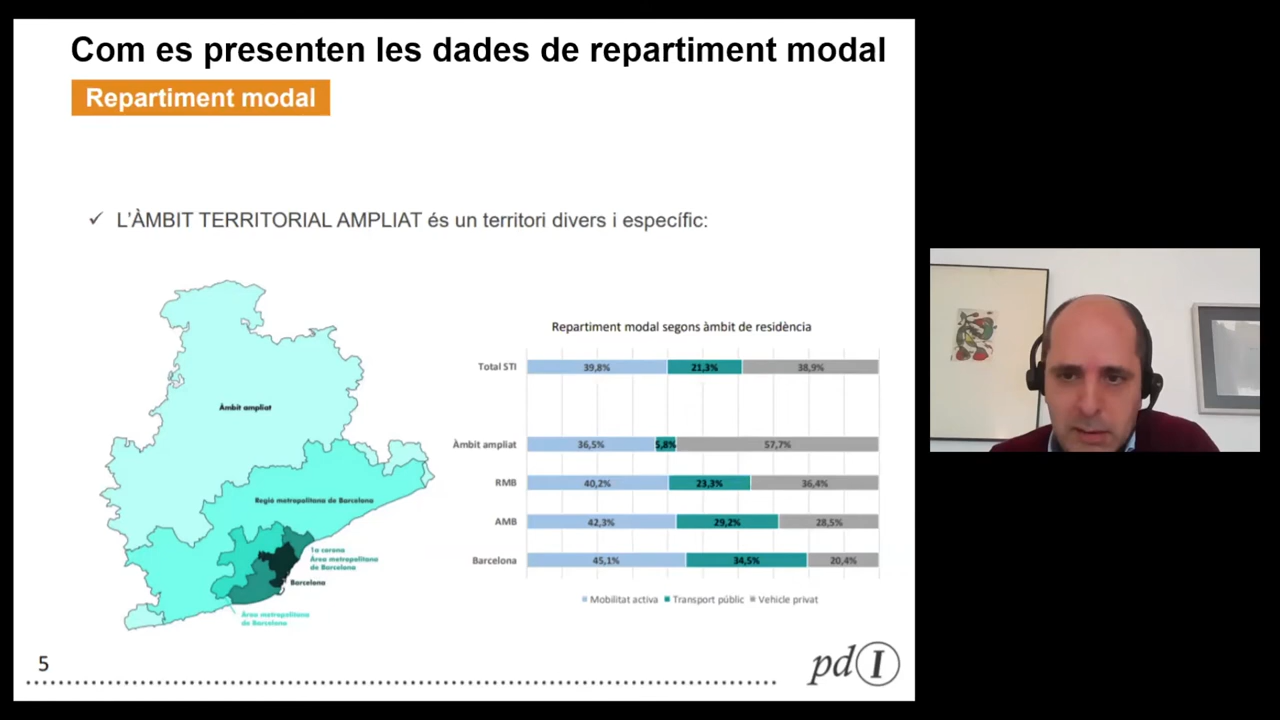 Com es presenten les dades de repartiment modal
Repartiment modal
✓ L'ÀMBIT TERRITORIAL AMPLIAT és un territori divers i específic:
Àmbit ampliat
Regió metropolitana de Barcelona
1a corona
Àrea metropolitana
de Barcelona
Barcelona
Àrea metropolitana
de Barcelona
Repartiment modal segons àmbit de residència
Total STI 39,8% 21,3% 38,9%
Àmbit ampliat 36,5% 5,8% 57,7%
RMB 40,2% 23,3% 36,4%
AMB 42,3% 29,2% 28,5%
Barcelona 45,1% 34,5% 20,4%
Mobilitat activa Transport públic Vehicle privat
5
pdI